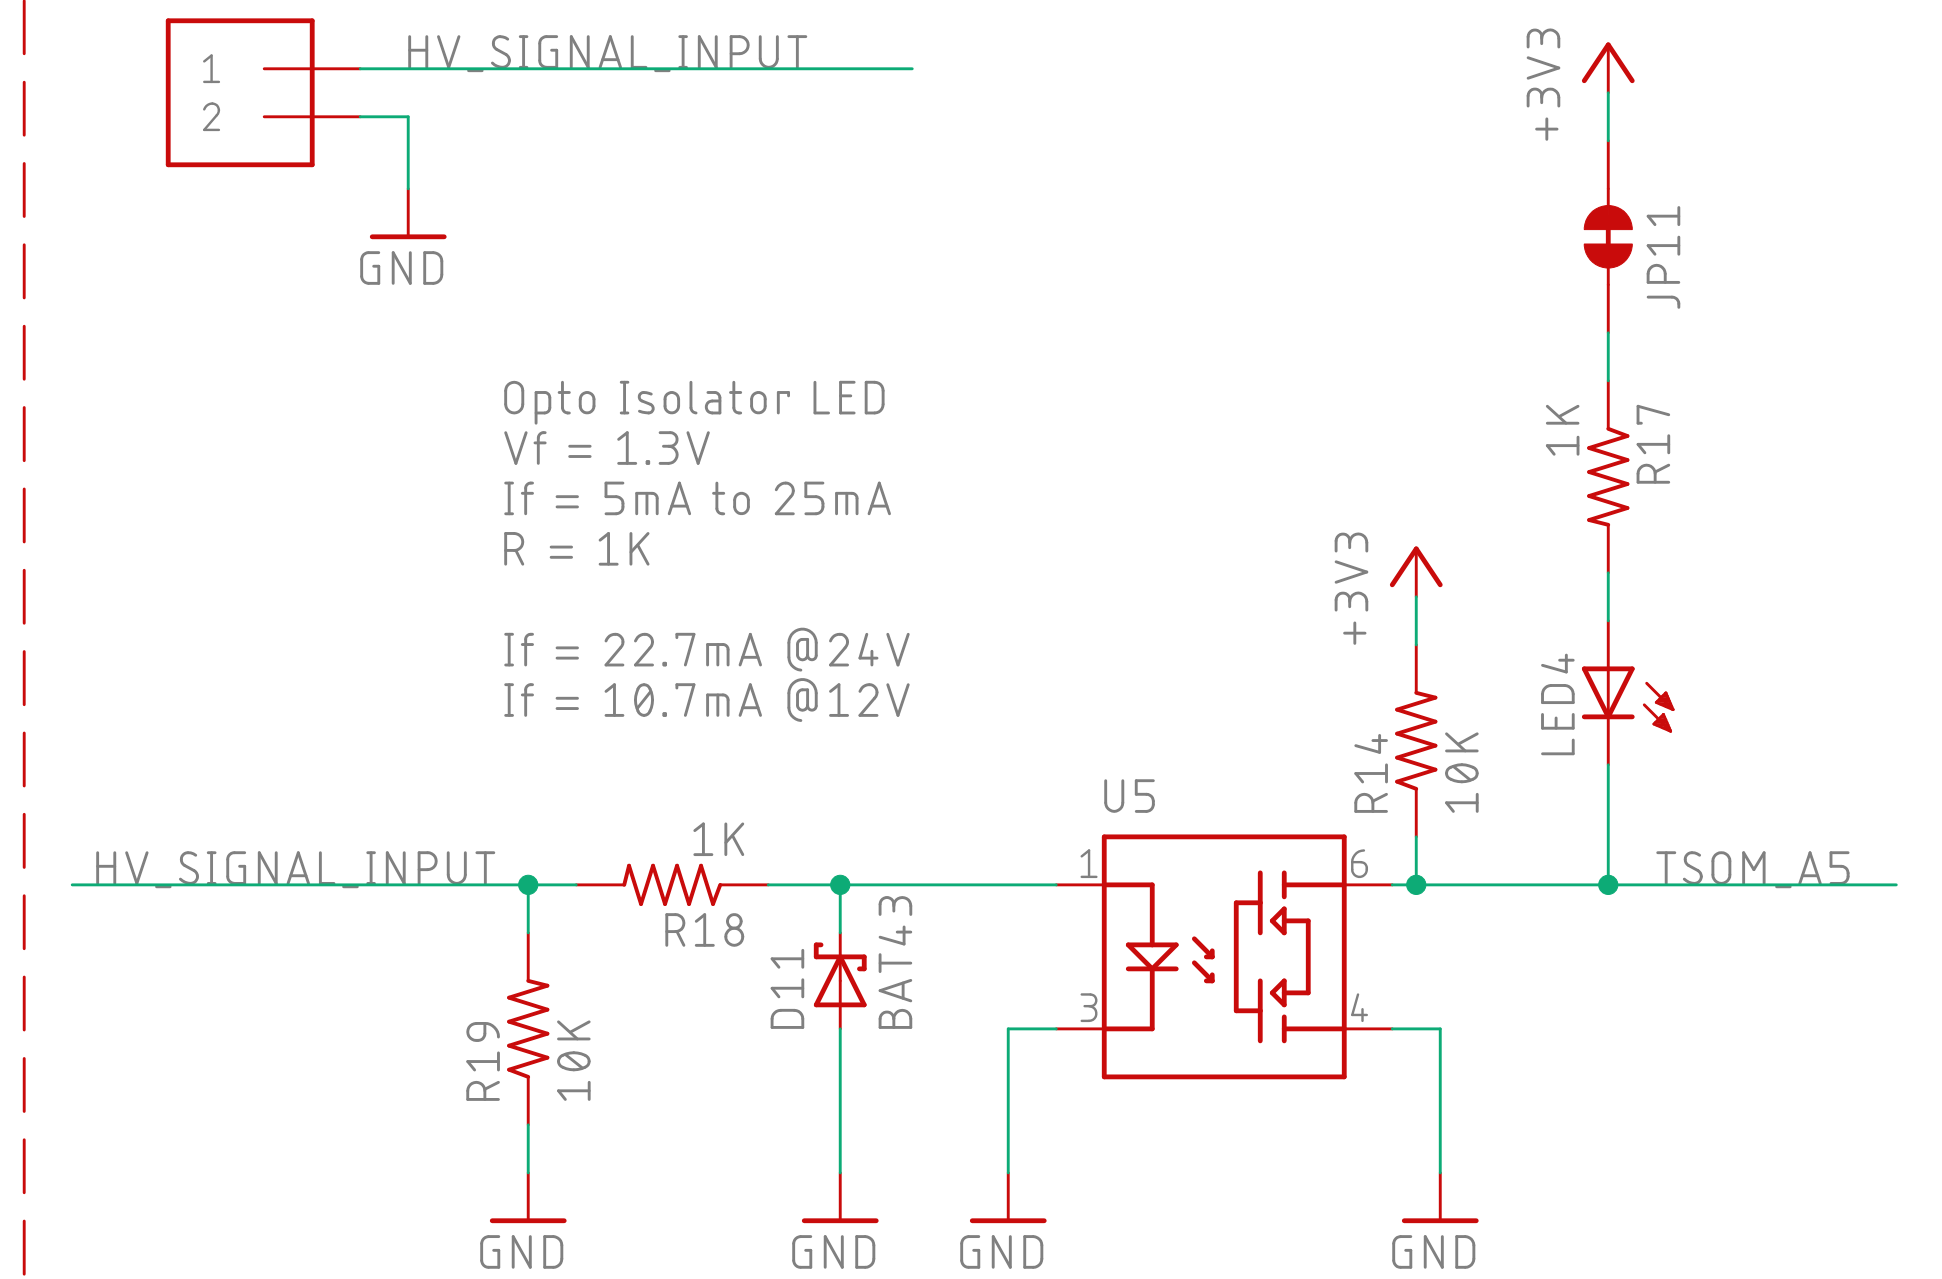 1
HV_SIGNAL_INPUT
2
GND
+3V3
JP11
Opto Isolator LED
Vf = 1.3V
If = 5mA to 25mA
R = 1K
If = 22.7mA @24V
If = 10.7mA @12V
1K
R17
+3V3
LED4
R14
10K
U5
HV_SIGNAL_INPUT
1K
R18
1
6
TSOM_A5
D11
BAT43
3
4
R19
10K
GND
GND
GND
GND